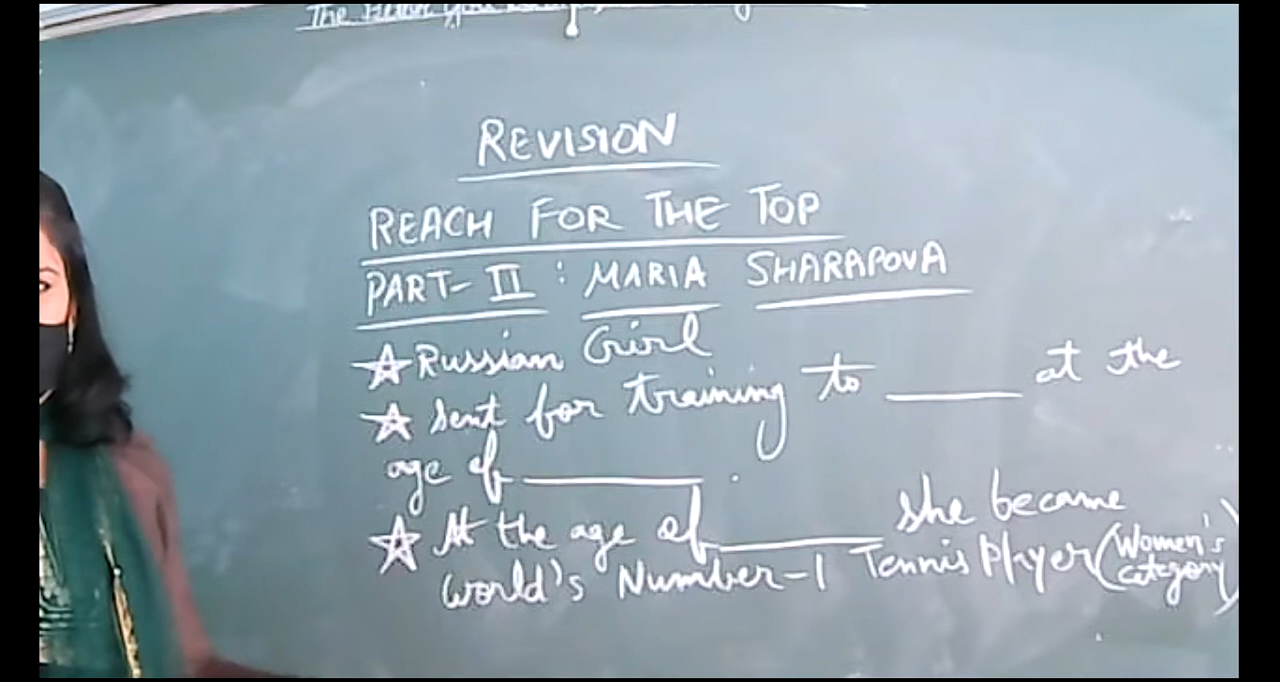 The
REVISION
REACH FOR THE TOP
PART-II : MARIA SHARAPOVA
☆ Russian Girl
☆ sent for training to ______ at the
age of ________.
☆ At the age of ________ she became
World's Number-1 Tennis Player (Women's
category)